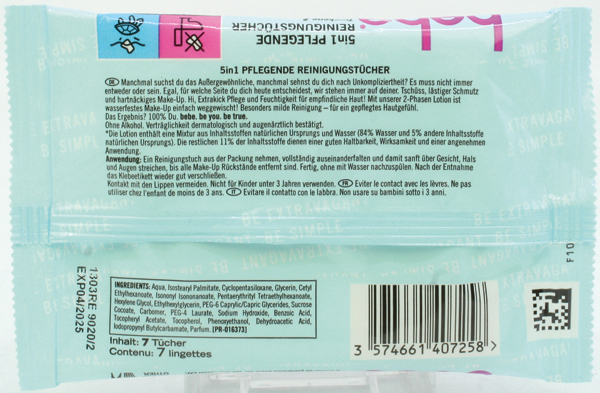 bebe
5in1 PFLEGENDE
REINIGUNGSTÜCHER
5in1 PFLEGENDE REINIGUNGSTÜCHER
DE Manchmal suchst du das Außergewöhnliche, manchmal sehnst du dich nach Unkompliziertheit? Es muss nicht immer
entweder oder sein. Egal, für welche Seite du dich heute entscheidest, wir stehen immer auf deiner. Tschüss, lästiger Schmutz
und hartnäckiges Make-Up. Hi, Extrakick Pflege und Feuchtigkeit für empfindliche Haut! Mit unserer 2-Phasen Lotion ist
wasserfestes Make-Up einfach weggewischt! Besonders milde Reinigung – für ein gepflegtes Hautgefühl.
Das Ergebnis? 100% Du. bebe. be you. be true.
Ohne Alkohol. Verträglichkeit dermatologisch und augenärztlich bestätigt.
*Die Lotion enthält eine Mixtur aus Inhaltsstoffen natürlichen Ursprungs und Wasser (84% Wasser und 5% andere Inhaltsstoffe
natürlichen Ursprungs). Die restlichen 11% der Inhaltsstoffe dienen einer guten Haltbarkeit, Wirksamkeit und einer angenehmen
Anwendung.
Anwendung: Ein Reinigungstuch aus der Packung nehmen, vollständig auseinanderfalten und damit sanft über Gesicht, Hals
und Augen streichen, bis alle Make-Up Rückstände entfernt sind. Fertig, ohne mit Wasser nachzuspülen. Nach der Entnahme
das Klebeetikett wieder gut verschließen.
Kontakt mit den Lippen vermeiden. Nicht für Kinder unter 3 Jahren verwenden. FR Eviter le contact avec les lèvres. Ne pas
utiliser chez l'enfant de moins de 3 ans. IT Evitare il contatto con le labbra. Non usare su bambini sotto i 3 anni.
BE EXTRAVAGANT
BE SIMPLE
1303RE 9020/2
EXP04/2025
INGREDIENTS: Aqua, Isostearyl Palmitate, Cyclopentasiloxane, Glycerin, Cetyl
Ethylhexanoate, Isononyl Isononanoate, Pentaerythrityl Tetraethylhexanoate,
Hexylene Glycol, Ethylhexylglycerin, PEG-6 Caprylic/Capric Glycerides, Sucrose
Cocoate, Carbomer, PEG-4 Laurate, Sodium Hydroxide, Benzoic Acid,
Tocopheryl Acetate, Tocopherol, Phenoxyethanol, Dehydroacetic Acid,
Iodopropynyl Butylcarbamate, Parfum. [PR-016373]
Inhalt: 7 Tücher
Contenu: 7 lingettes
3 574661 407258 >
F10